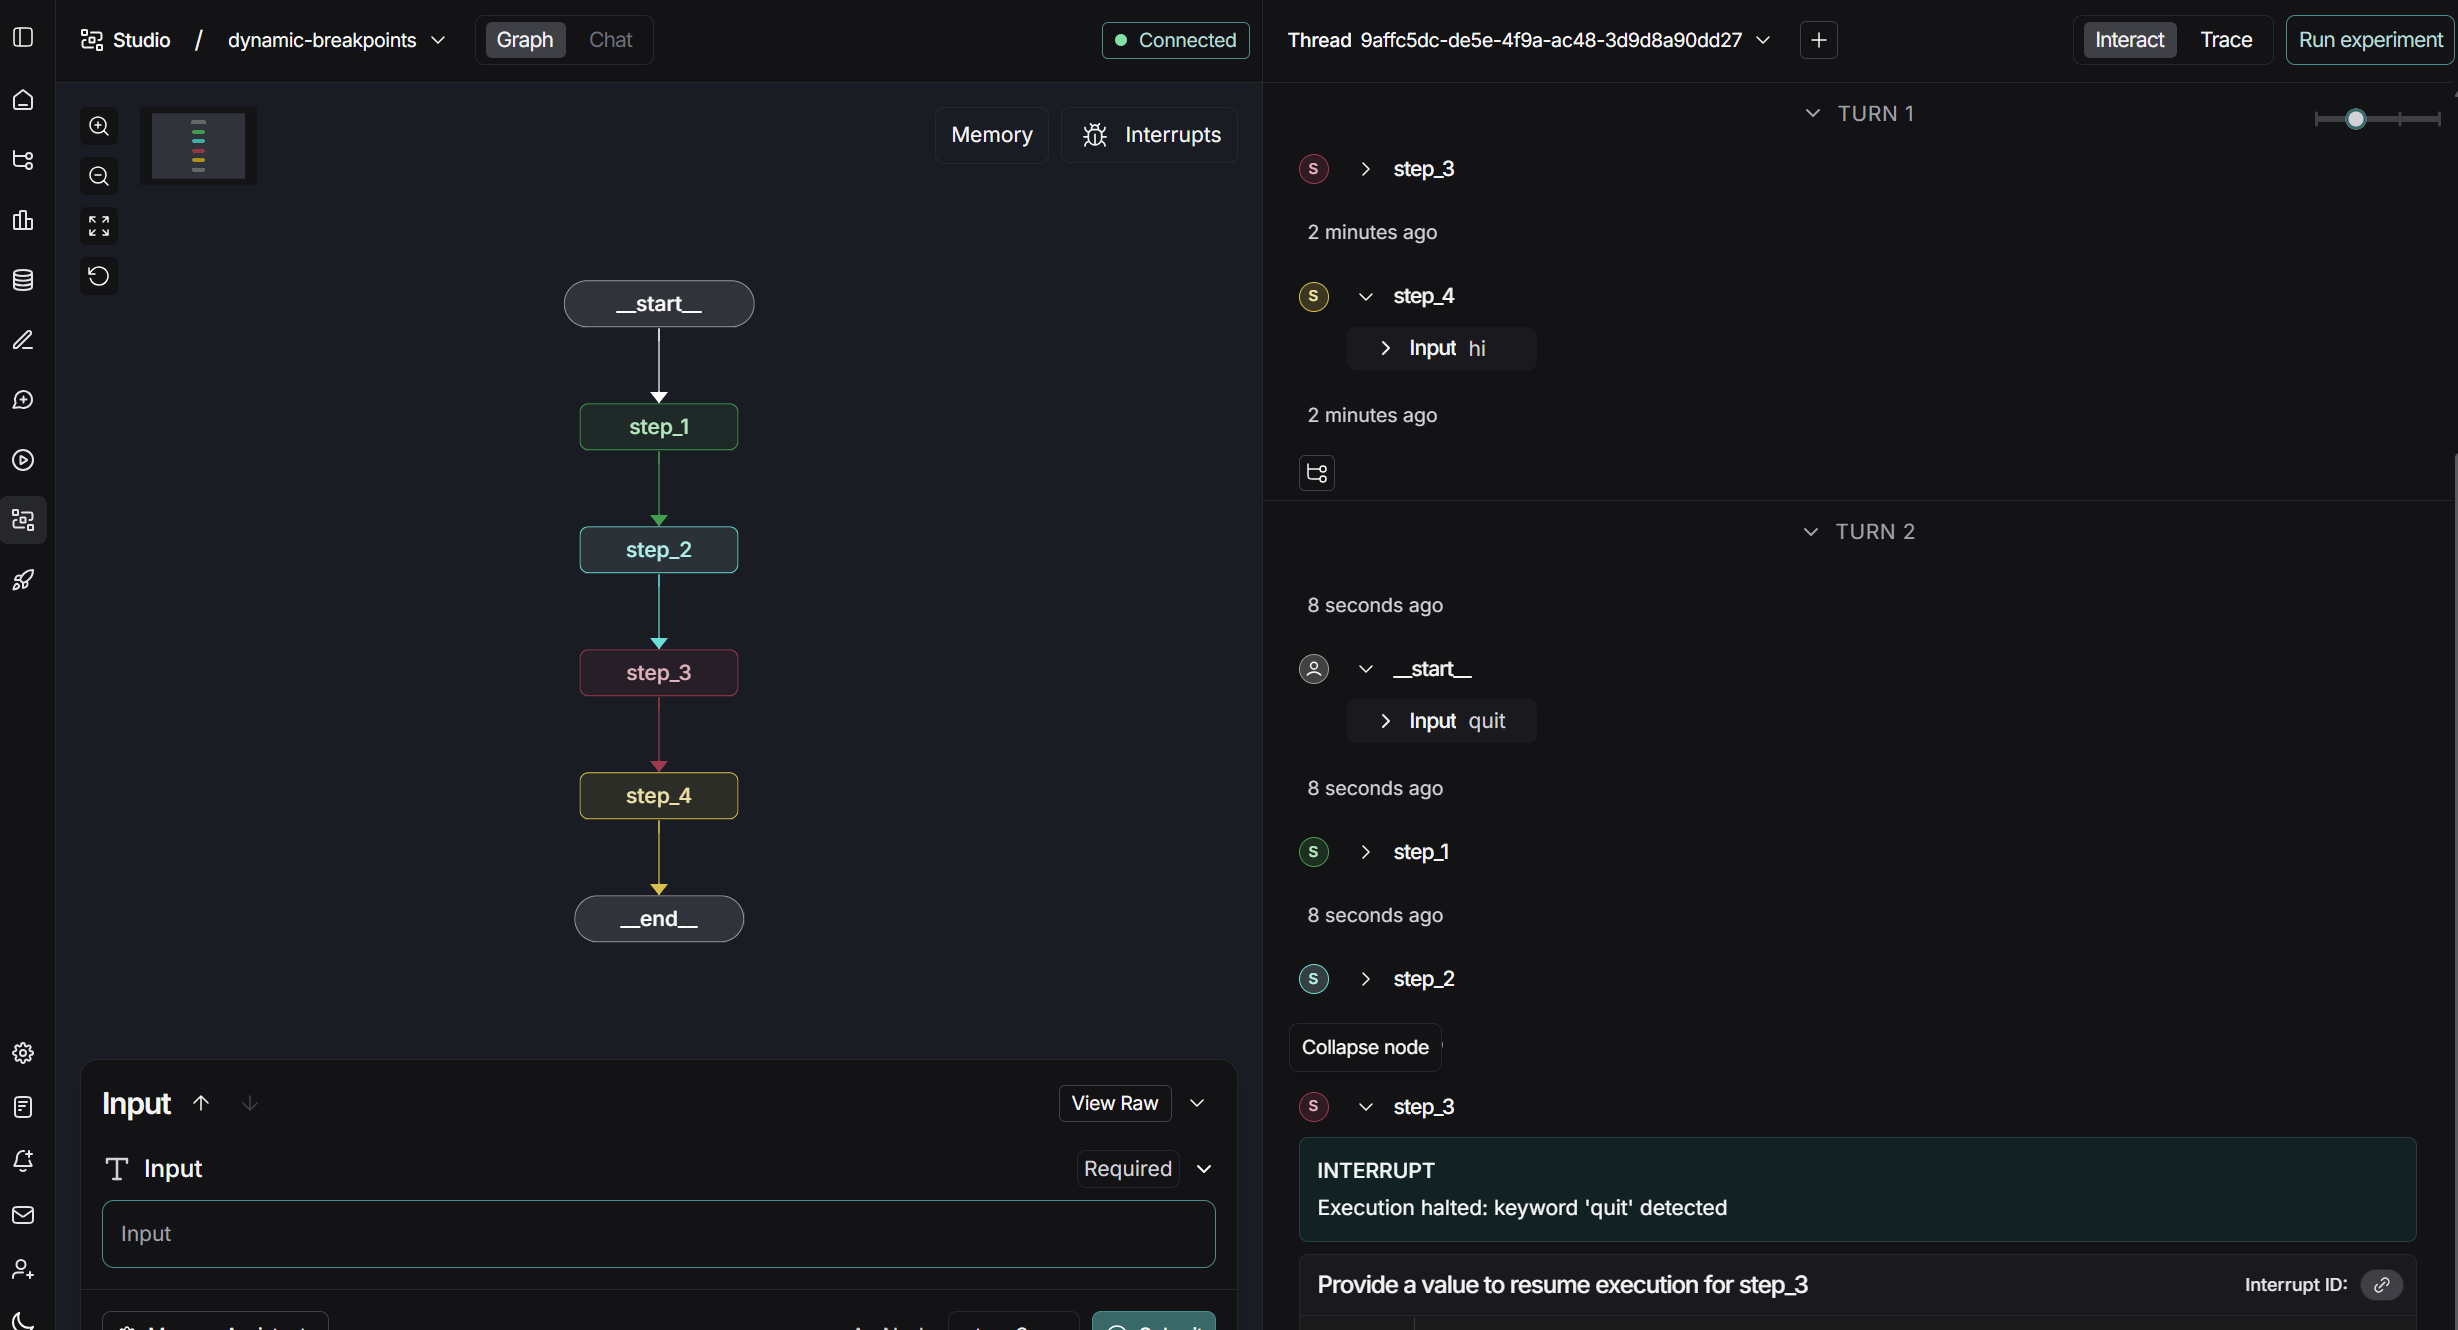 Studio / dynamic-breakpoints
Graph Chat
Connected
Thread 9affc5dc-de5e-4f9a-ac48-3d9d8a90dd27
Interact Trace
Run experiment
Memory
Interrupts
__start__
step_1
step_2
step_3
step_4
__end__
Input
View Raw
Input
Required
Input
TURN 1
S step_3
2 minutes ago
S step_4
Input hi
2 minutes ago
TURN 2
8 seconds ago
__start__
Input quit
8 seconds ago
S step_1
8 seconds ago
S step_2
Collapse node
S step_3
INTERRUPT
Execution halted: keyword 'quit' detected
Provide a value to resume execution for step_3
Interrupt ID: